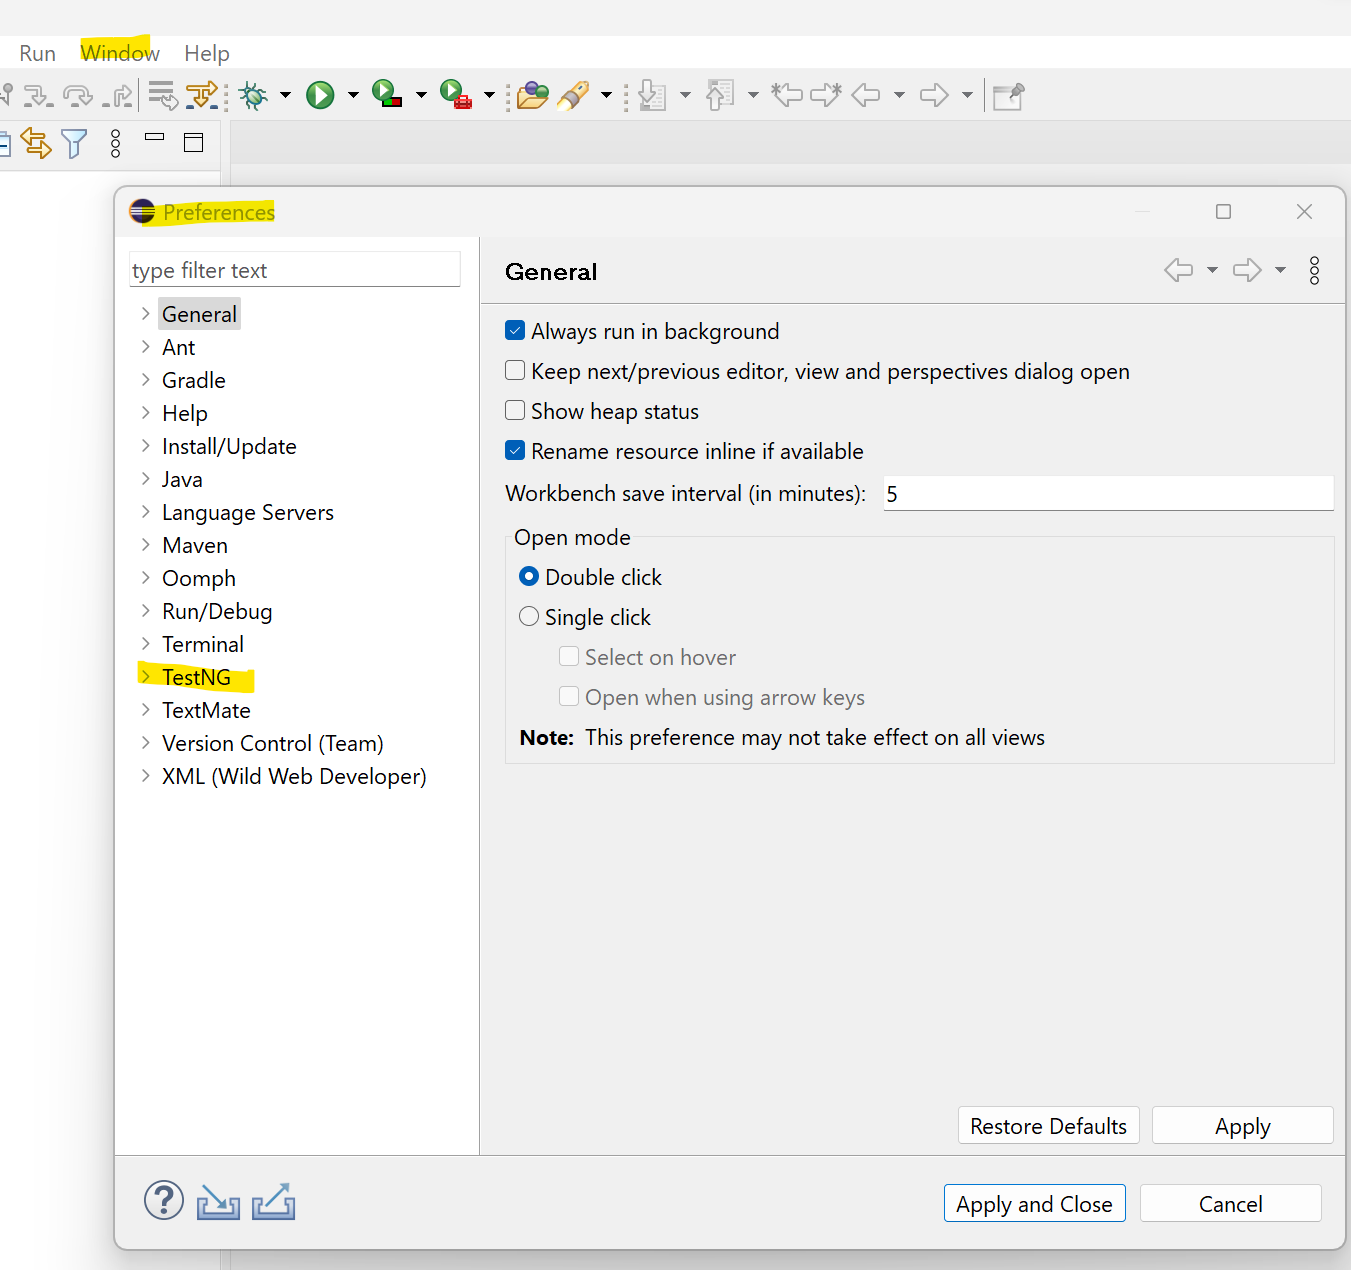 Run Window Help
Preferences
type filter text
General
Ant
Gradle
Help
Install/Update
Java
Language Servers
Maven
Oomph
Run/Debug
Terminal
TestNG
TextMate
Version Control (Team)
XML (Wild Web Developer)
General
Always run in background
Keep next/previous editor, view and perspectives dialog open
Show heap status
Rename resource inline if available
Workbench save interval (in minutes): 5
Open mode
Double click
Single click
Select on hover
Open when using arrow keys
Note: This preference may not take effect on all views
Restore Defaults Apply
? Apply and Close Cancel